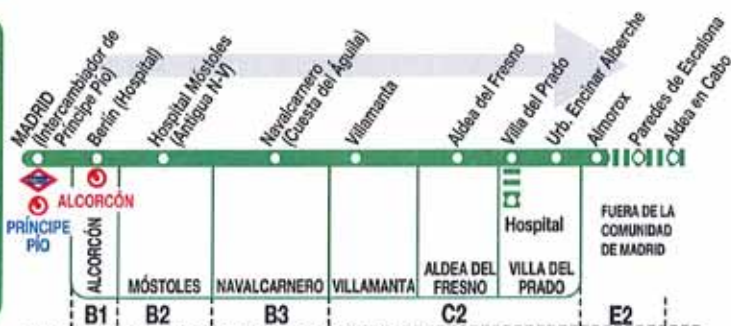 MADRID
(Intercambiador de
Príncipe Pío)
Berlín (Hospital)
Hospital Móstoles
(Antigua N-V)
Navalcarnero
(Cuesta del Águila)
Villamanta
Aldea del Fresno
Villa del Prado
Urb. Encinar Alberche
Almorox
Paredes de Escalona
Aldea en Cabo
PRÍNCIPE
PÍO
ALCORCÓN
Hospital
FUERA DE LA
COMUNIDAD
DE MADRID
ALCORCÓN
MÓSTOLES
NAVALCARNERO
VILLAMANTA
ALDEA DEL
FRESNO
VILLA DEL
PRADO
B1
B2
B3
C2
E2